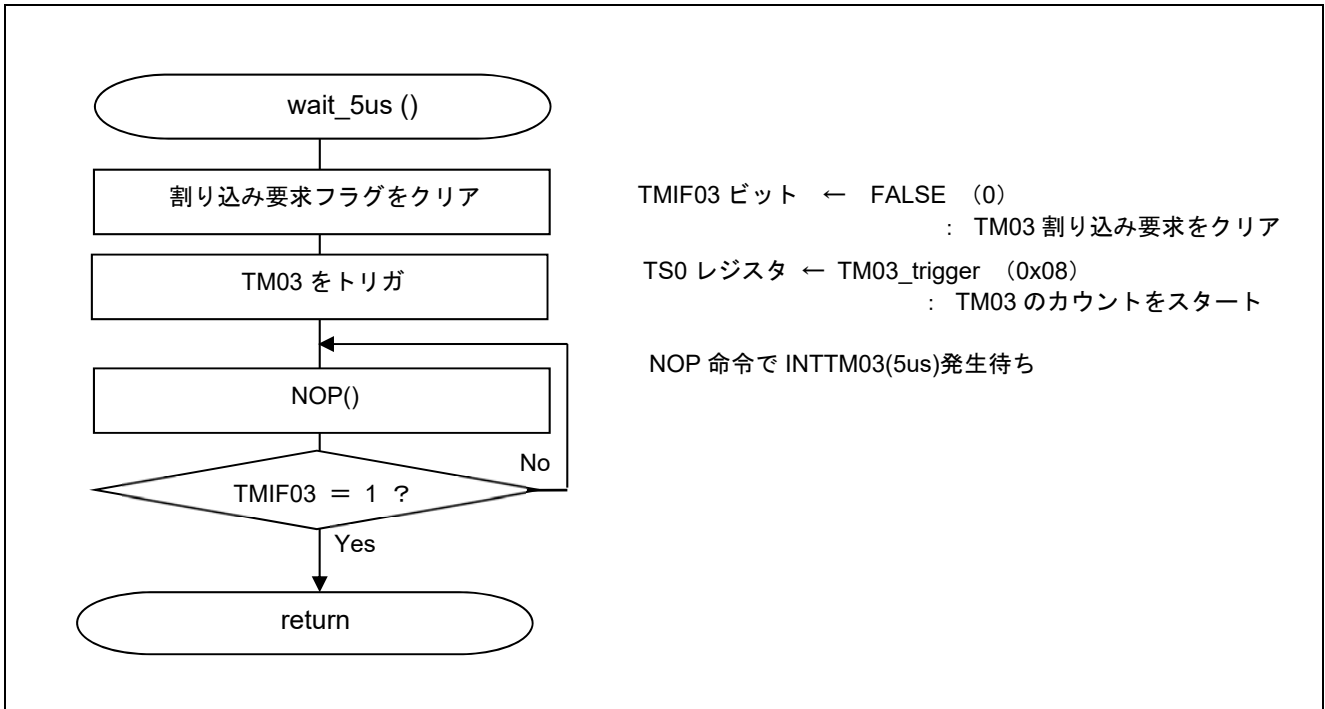 wait_5us ()
割り込み要求フラグをクリア
TMIF03 ビット ← FALSE （0）
： TM03 割り込み要求をクリア
TM03 をトリガ
TS0 レジスタ ← TM03_trigger （0x08）
： TM03 のカウントをスタート
NOP 命令で INTTM03(5us)発生待ち
NOP()
No
TMIF03 ＝ 1 ？
Yes
return